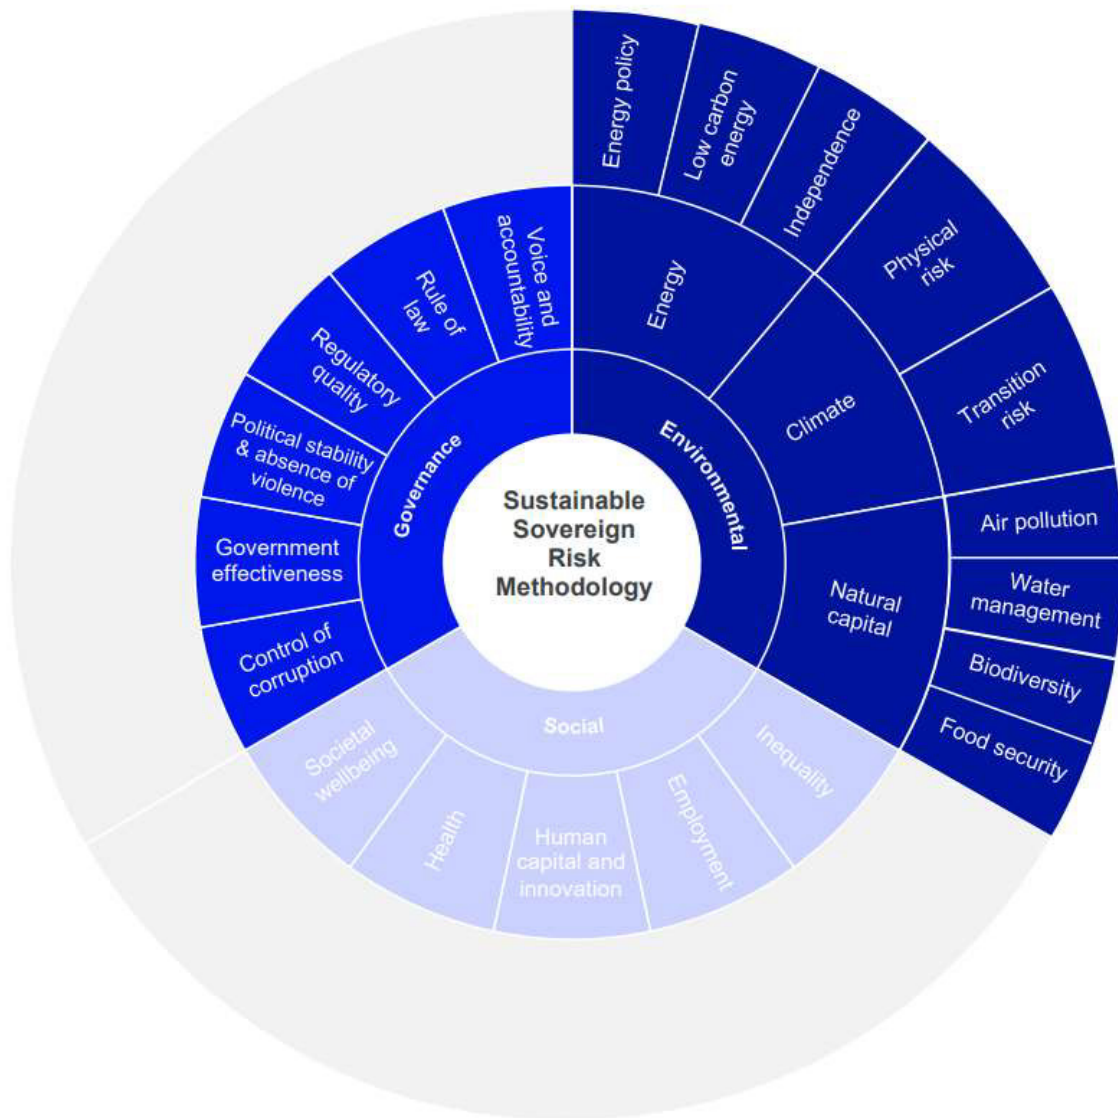 Sustainable
Sovereign
Risk
Methodology
Environmental
Energy
Energy policy
Low carbon
energy
Independence
Climate
Physical
risk
Transition
risk
Natural
capital
Air pollution
Water
management
Biodiversity
Food security
Social
Inequality
Employment
Human
capital and
innovation
Health
Societal
wellbeing
Governance
Control of
corruption
Government
effectiveness
Political stability
& absence of
violence
Regulatory
quality
Rule of
law
Voice and
accountability